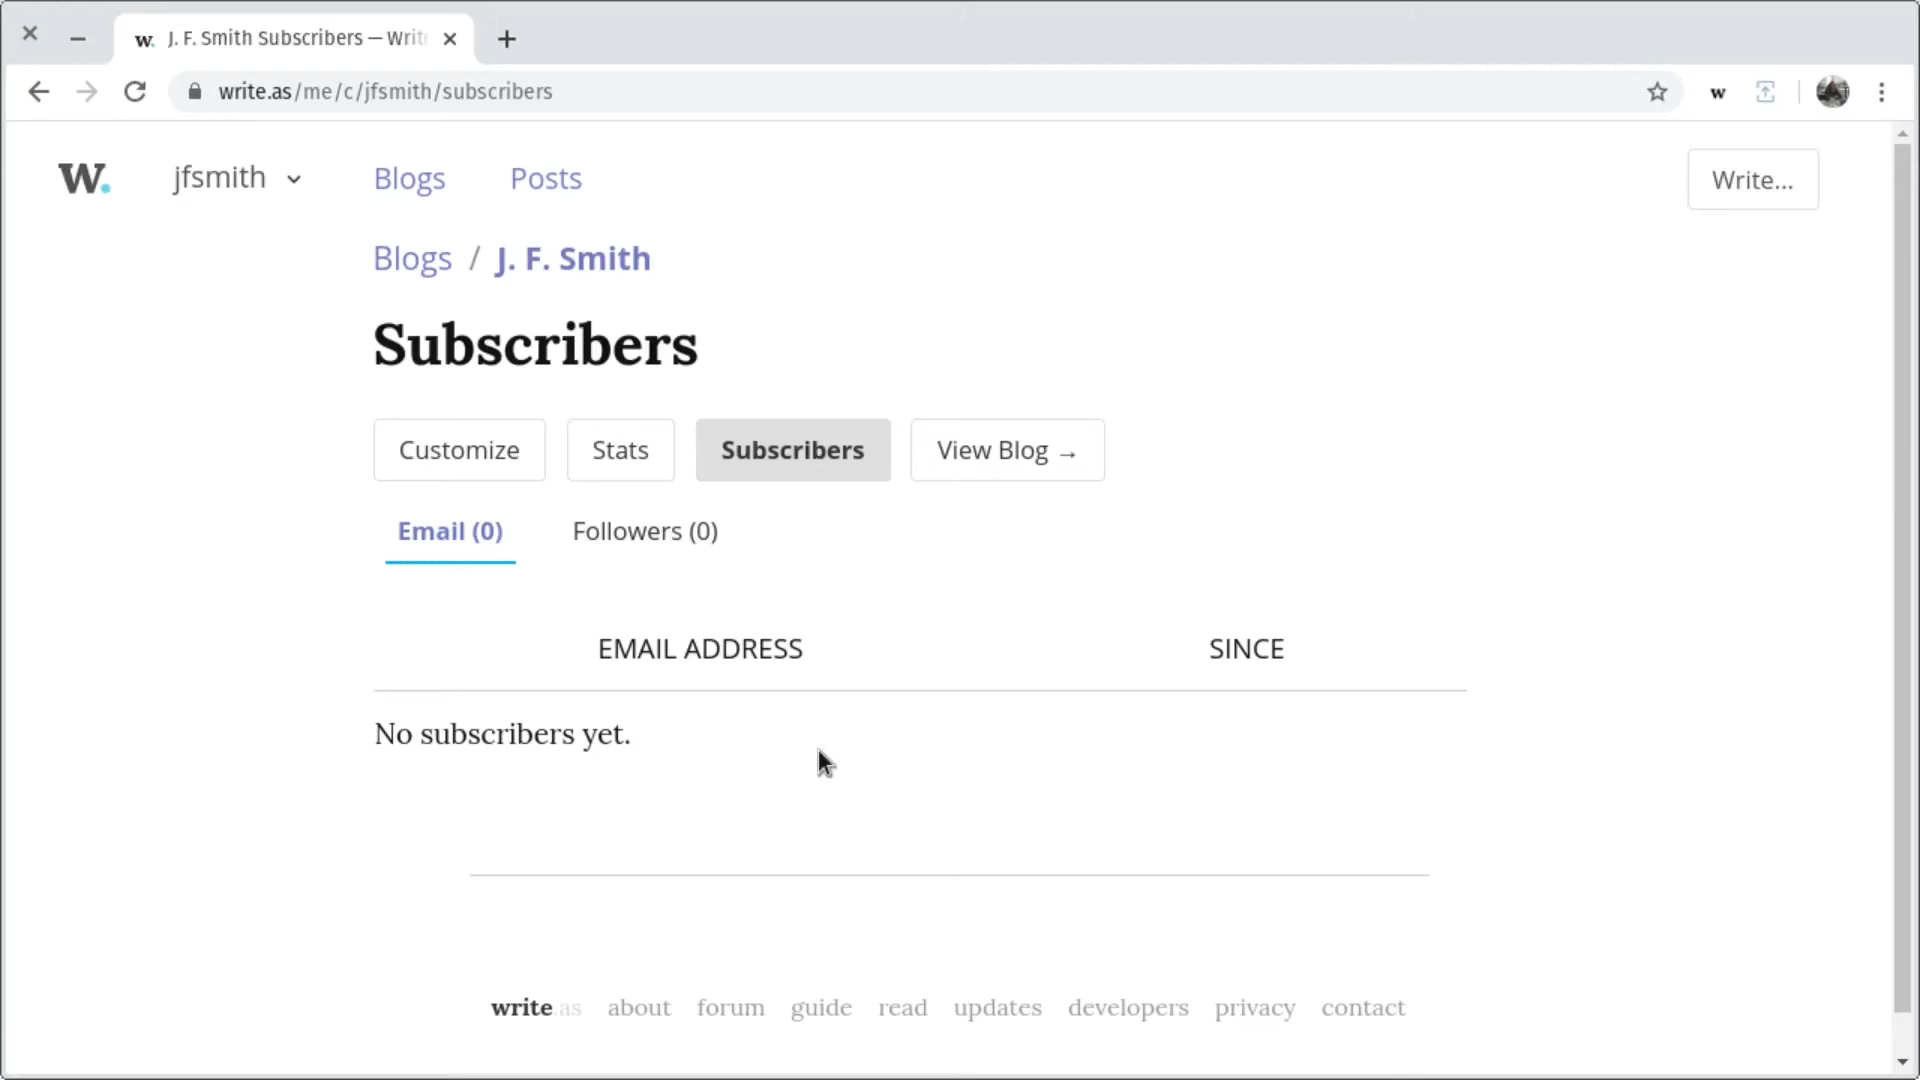 w. J. F. Smith Subscribers — Write
write.as/me/c/jfsmith/subscribers
w
w. jfsmith Blogs Posts Write...
Blogs / J. F. Smith
Subscribers
Customize Stats Subscribers View Blog →
Email (0) Followers (0)
EMAIL ADDRESS SINCE
No subscribers yet.
write.as about forum guide read updates developers privacy contact